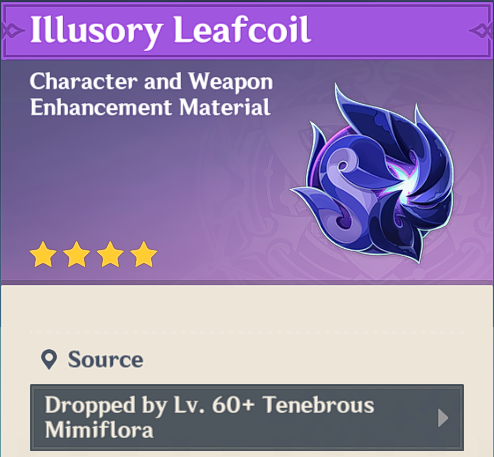 Illusory Leafcoil
Character and Weapon
Enhancement Material
Source
Dropped by Lv. 60+ Tenebrous
Mimiflora